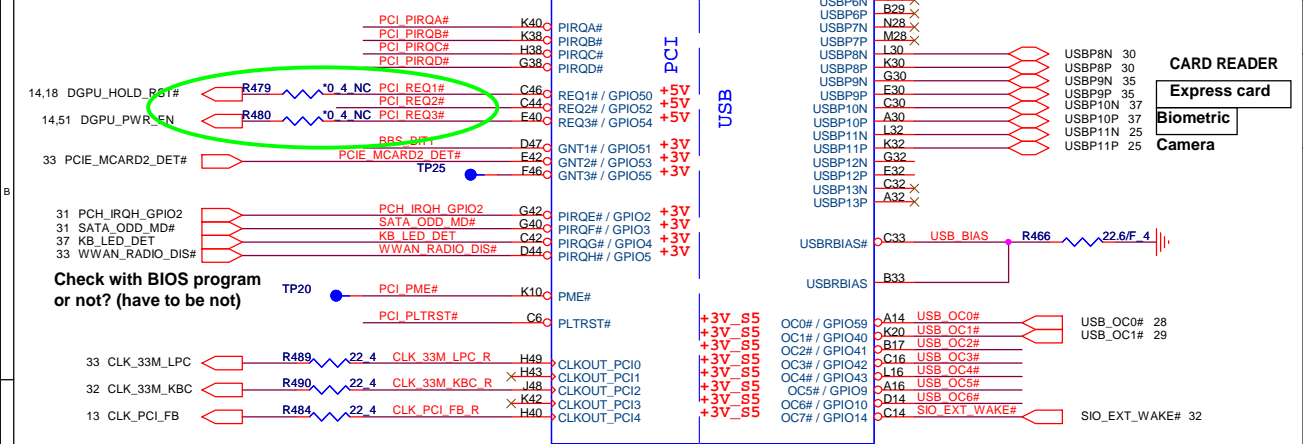 USBP6N
USBP6P B29
USBP7N N28
USBP7P M28
PCI_PIRQA# K40 PIRQA#
PCI_PIRQB# K38 PIRQB#
PCI_PIRQC# H38 PIRQC#
PCI_PIRQD# G38 PIRQD#
PCI
USB
14,18 DGPU_HOLD_RST# R479 *0_4_NC PCI_REQ1# C46 REQ1# / GPIO50 +5V
PCI_REQ2# C44 REQ2# / GPIO52 +5V
14,51 DGPU_PWR_EN R480 *0_4_NC PCI_REQ3# E40 REQ3# / GPIO54 +5V
D47 GNT1# / GPIO51 +3V
33 PCIE_MCARD2_DET# PCIE_MCARD2_DET# E42 GNT2# / GPIO53 +3V
TP25 F46 GNT3# / GPIO55 +3V
B
31 PCH_IRQH_GPIO2 PCH_IRQH_GPIO2 G42 PIRQE# / GPIO2 +3V
31 SATA_ODD_MD# SATA_ODD_MD# G40 PIRQF# / GPIO3 +3V
37 KB_LED_DET KB_LED_DET C42 PIRQG# / GPIO4 +3V
33 WWAN_RADIO_DIS# WWAN_RADIO_DIS# D44 PIRQH# / GPIO5 +3V
Check with BIOS program
or not? (have to be not)
TP20 PCI_PME# K10 PME#
PCI_PLTRST# C6 PLTRST#
33 CLK_33M_LPC R489 22_4 CLK_33M_LPC_R H49 CLKOUT_PCI0
H43 CLKOUT_PCI1
32 CLK_33M_KBC R490 22_4 CLK_33M_KBC_R J48 CLKOUT_PCI2
K42 CLKOUT_PCI3
13 CLK_PCI_FB R484 22_4 CLK_PCI_FB_R H40 CLKOUT_PCI4
USBP8N L30 USBP8N 30
USBP8P K30 USBP8P 30
CARD READER
USBP9N G30 USBP9N 35
USBP9P E30 USBP9P 35
Express card
USBP10N C30 USBP10N 37
USBP10P A30 USBP10P 37
Biometric
USBP11N L32 USBP11N 25
USBP11P K32 USBP11P 25
Camera
USBP12N G32
USBP12P E32
USBP13N C32
USBP13P A32
USBRBIAS# C33 USB_BIAS R466 22.6/F_4
USBRBIAS B33
+3V_S5 OC0# / GPIO59 A14 USB_OC0# USB_OC0# 28
+3V_S5 OC1# / GPIO40 K20 USB_OC1# USB_OC1# 29
+3V_S5 OC2# / GPIO41 B17 USB_OC2#
+3V_S5 OC3# / GPIO42 C16 USB_OC3#
+3V_S5 OC4# / GPIO43 L16 USB_OC4#
+3V_S5 OC5# / GPIO9 A16 USB_OC5#
+3V_S5 OC6# / GPIO10 D14 USB_OC6#
+3V_S5 OC7# / GPIO14 C14 SIO_EXT_WAKE# SIO_EXT_WAKE# 32